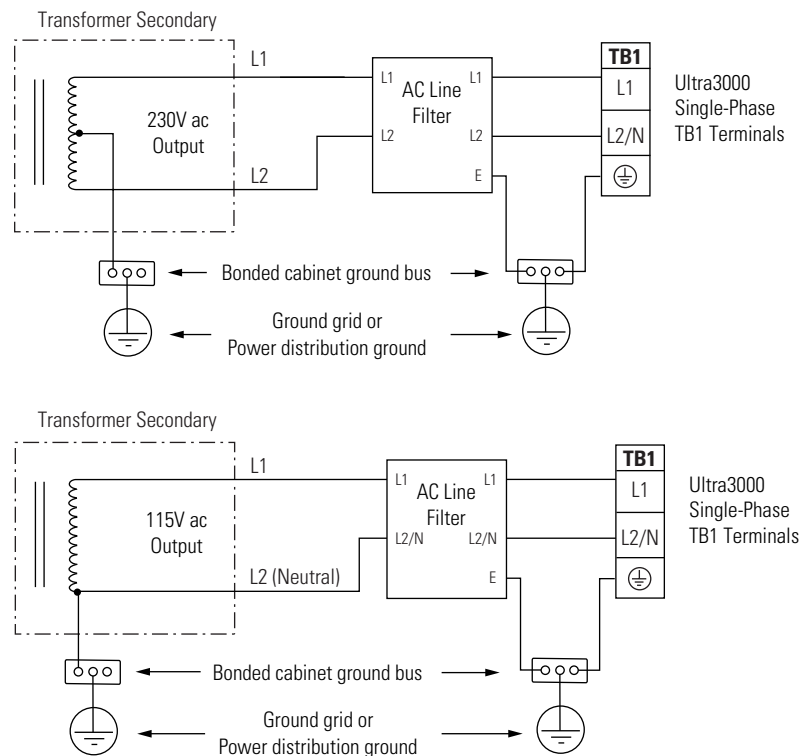 Transformer Secondary
L1
230V ac
Output
L2
L1
L1
AC Line
Filter
L2
L2
E
TB1
L1
L2/N
Ultra3000
Single-Phase
TB1 Terminals
Bonded cabinet ground bus
Ground grid or
Power distribution ground
Transformer Secondary
L1
115V ac
Output
L2 (Neutral)
L1
L1
AC Line
Filter
L2/N
L2/N
E
TB1
L1
L2/N
Ultra3000
Single-Phase
TB1 Terminals
Bonded cabinet ground bus
Ground grid or
Power distribution ground